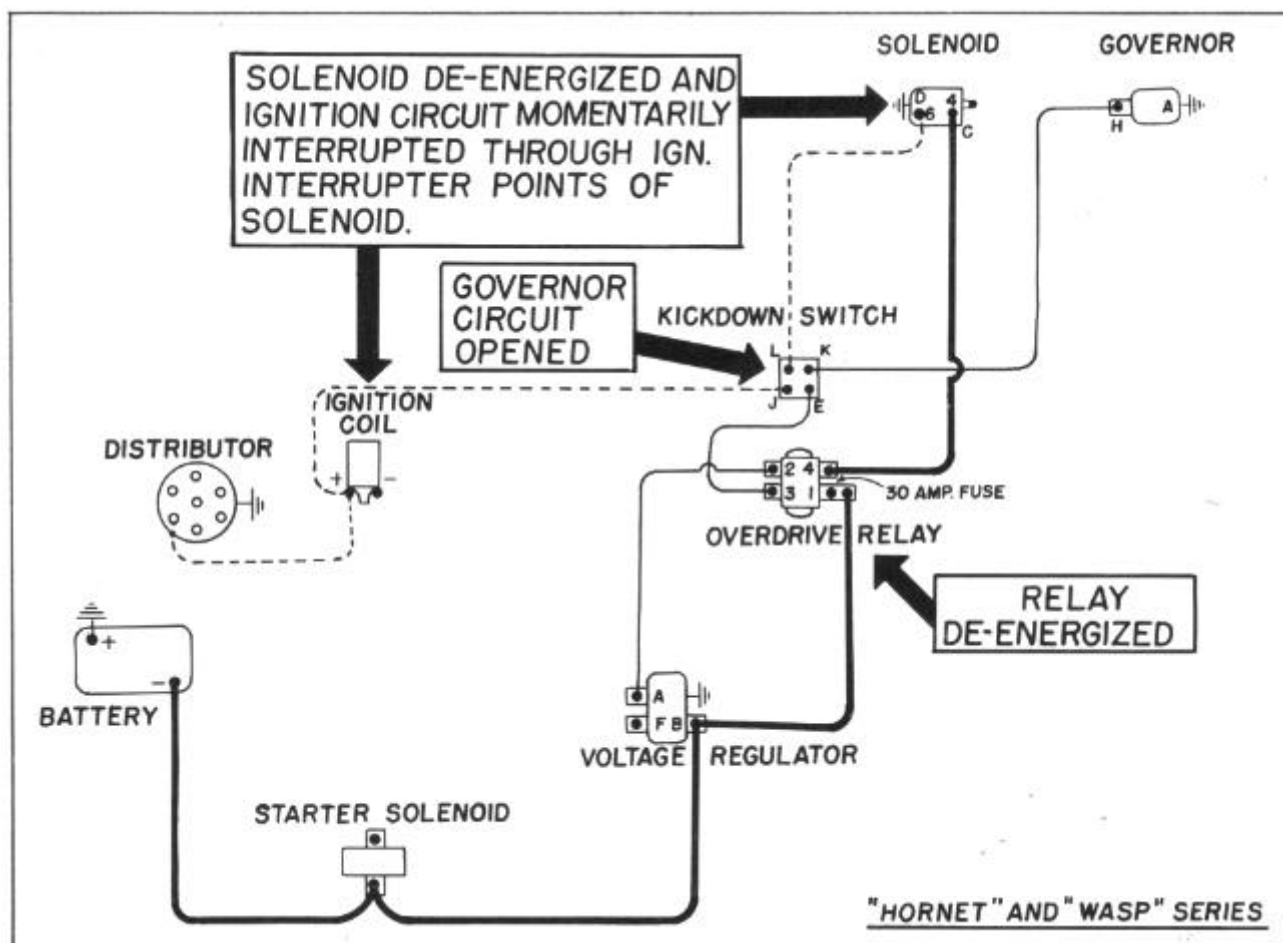 SOLENOID
GOVERNOR
SOLENOID DE-ENERGIZED AND
IGNITION CIRCUIT MOMENTARILY
INTERRUPTED THROUGH IGN.
INTERRUPTER POINTS OF
SOLENOID.
D 4
6
C
H
A
GOVERNOR
CIRCUIT
OPENED
KICKDOWN SWITCH
L K
J E
IGNITION
COIL
+ -
DISTRIBUTOR
2 4
3 1
30 AMP. FUSE
OVERDRIVE RELAY
RELAY
DE-ENERGIZED
+
-
BATTERY
A
F B
VOLTAGE REGULATOR
STARTER SOLENOID
"HORNET" AND "WASP" SERIES